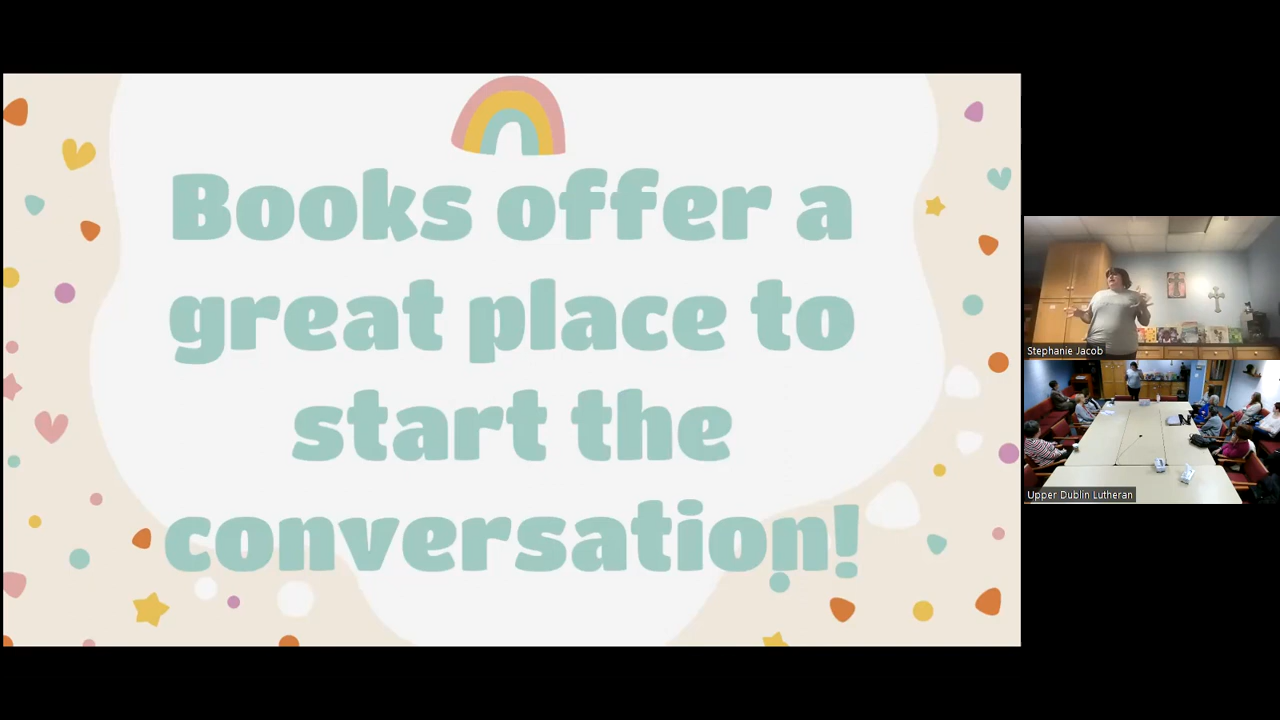 Books offer a
great place to
start the
conversation!
Stephanie Jacob
Upper Dublin Lutheran